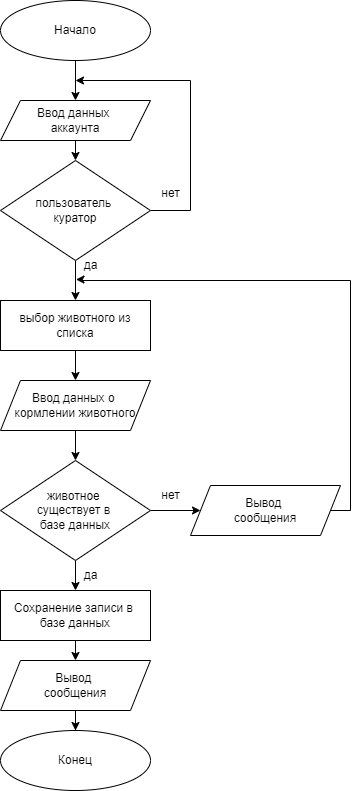 Начало
Ввод данных
аккаунта
нет
пользователь
куратор
да
выбор животного из
списка
Ввод данных о
кормлении животного
животное
существует в
базе данных
нет
Вывод
сообщения
да
Сохранение записи в
базе данных
Вывод
сообщения
Конец